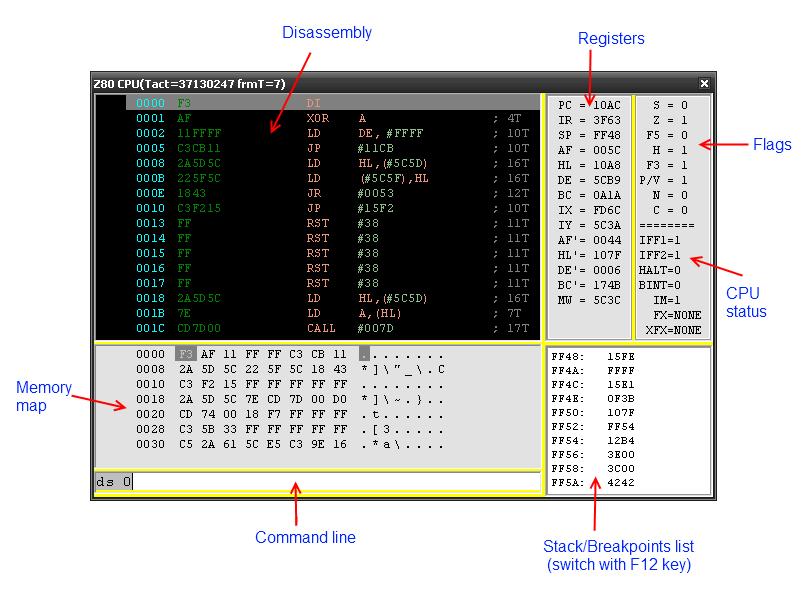 Disassembly
Registers
Z80 CPU(Tact=37130247 frmT=7)
0000 F3 DI
0001 AF XOR A ; 4T
0002 11FFFF LD DE,#FFFF ; 10T
0005 C3CB11 JP #11CB ; 10T
0008 2A5D5C LD HL,(#5C5D) ; 16T
000B 225F5C LD (#5C5F),HL ; 16T
000E 1843 JR #0053 ; 12T
0010 C3F215 JP #15F2 ; 10T
0013 FF RST #38 ; 11T
0014 FF RST #38 ; 11T
0015 FF RST #38 ; 11T
0016 FF RST #38 ; 11T
0017 FF RST #38 ; 11T
0018 2A5D5C LD HL,(#5C5D) ; 16T
001B 7E LD A,(HL) ; 7T
001C CD7D00 CALL #007D ; 17T
PC = 10AC
IR = 3F63
SP = FF48
AF = 005C
HL = 10A8
DE = 5CB9
BC = 0A1A
IX = FD6C
IY = 5C3A
AF'= 0044
HL'= 107F
DE'= 0006
BC'= 174B
MW = 5C3C
S = 0
Z = 1
F5 = 0
H = 1
F3 = 1
P/V = 1
N = 0
C = 0
========
IFF1=1
IFF2=1
HALT=0
BINT=0
IM=1
FX=NONE
XFX=NONE
Flags
CPU
status
Memory
map
0000 F3 AF 11 FF FF C3 CB 11 ........
0008 2A 5D 5C 22 5F 5C 18 43 *]\"_\.C
0010 C3 F2 15 FF FF FF FF FF ........
0018 2A 5D 5C 7E CD 7D 00 D0 *]\~.}..
0020 CD 74 00 18 F7 FF FF FF .t......
0028 C3 5B 33 FF FF FF FF FF .[3.....
0030 C5 2A 61 5C E5 C3 9E 16 .*a\....
FF48: 15FE
FF4A: FFFF
FF4C: 15E1
FF4E: 0F3B
FF50: 107F
FF52: FF54
FF54: 12B4
FF56: 3E00
FF58: 3C00
FF5A: 4242
ds 0
Command line
Stack/Breakpoints list
(switch with F12 key)